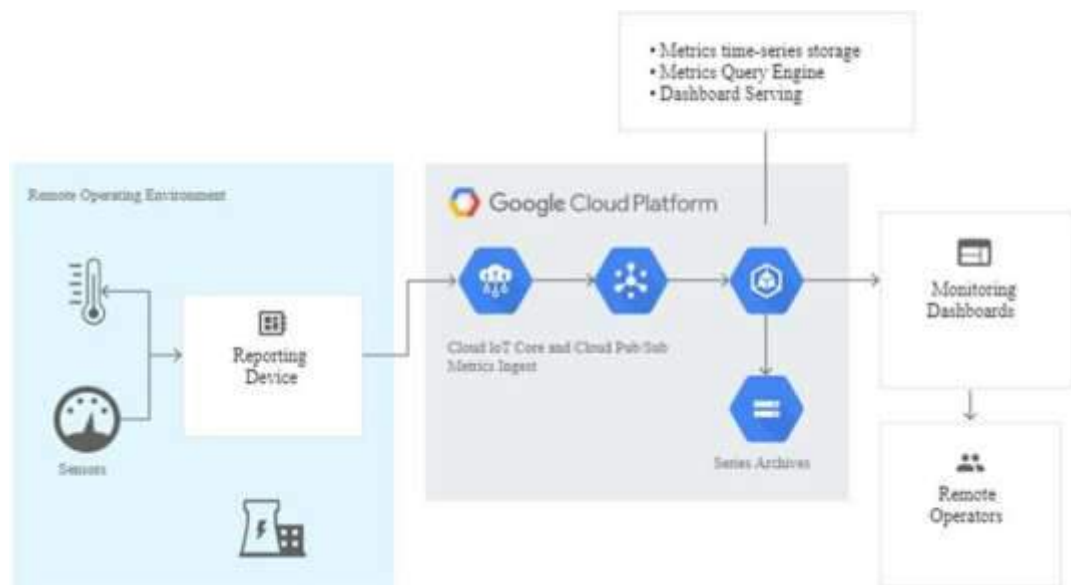 • Metrics time-series storage
• Metrics Query Engine
• Dashboard Serving
Remote Operating Environment
Google Cloud Platform
Reporting
Device
Cloud IoT Core and Cloud Pub/Sub
Metrics Ingest
Monitoring
Dashboards
Sensors
Series Archives
Remote
Operators